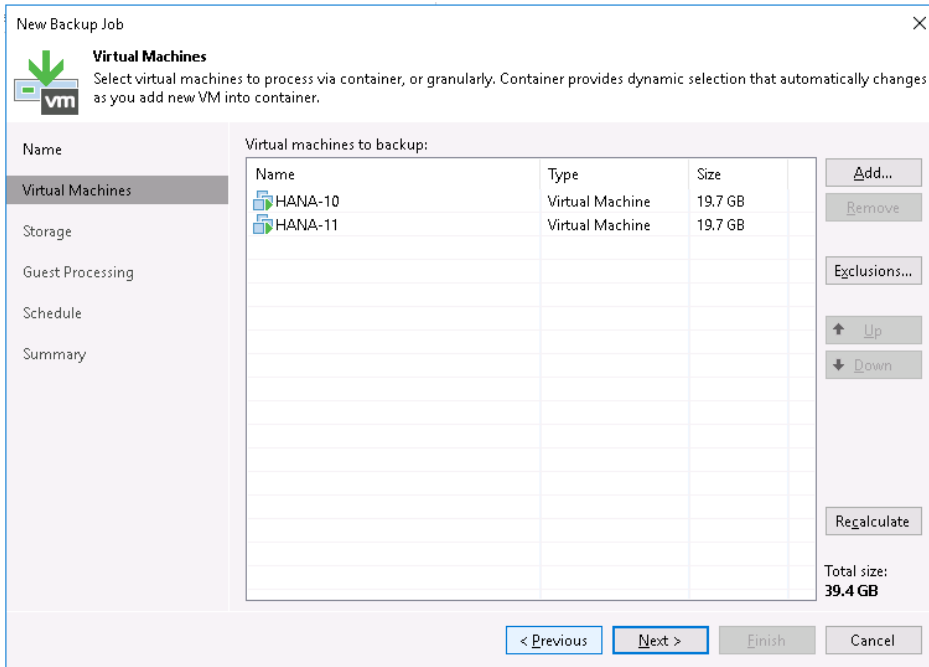 New Backup Job
Virtual Machines
Select virtual machines to process via container, or granularly. Container provides dynamic selection that automatically changes
as you add new VM into container.
vm
Name
Virtual Machines
Storage
Guest Processing
Schedule
Summary
Virtual machines to backup:
Name Type Size
HANA-10 Virtual Machine 19.7 GB
HANA-11 Virtual Machine 19.7 GB
Add...
Remove
Exclusions...
Up
Down
Recalculate
Total size:
39.4 GB
< Previous Next > Finish Cancel